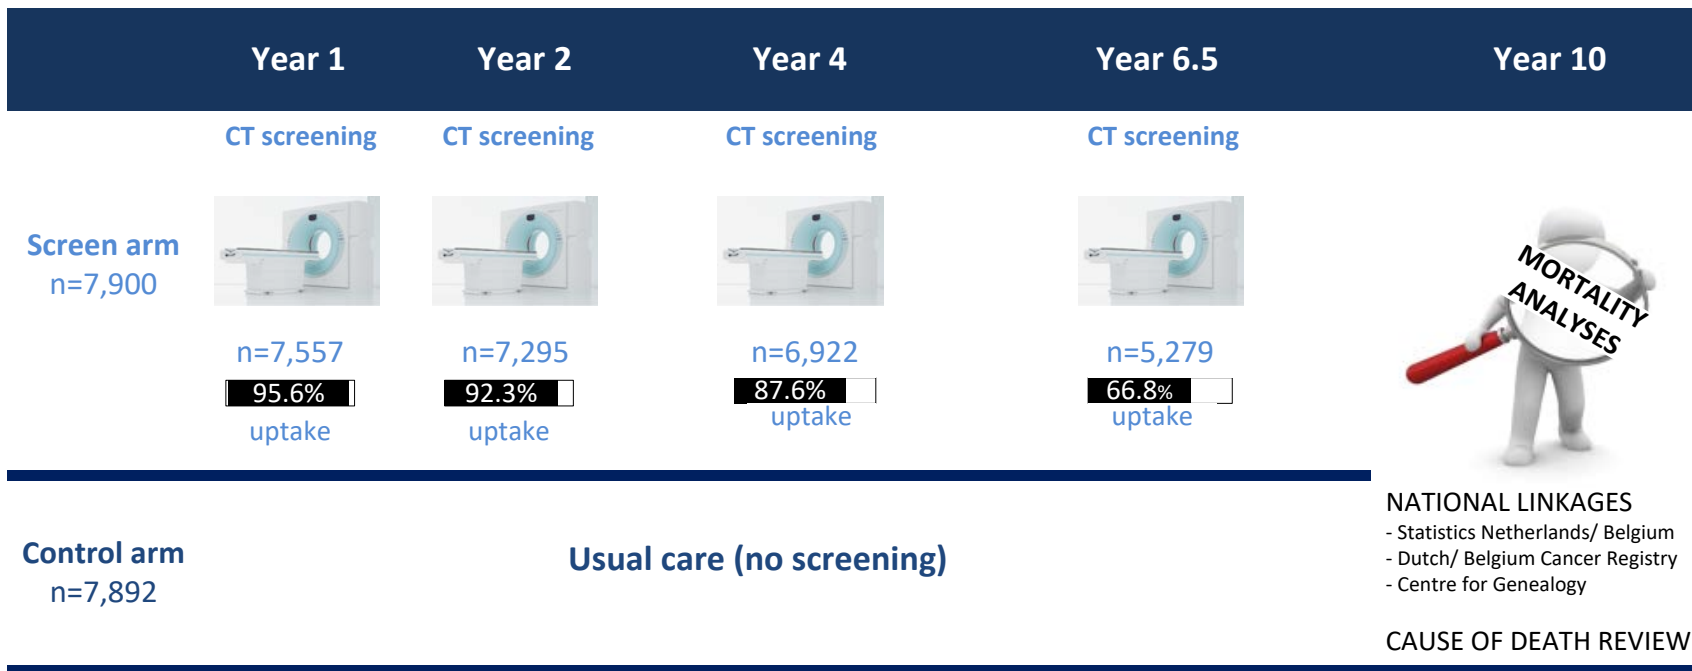 Year 1
Year 2
Year 4
Year 6.5
Year 10
CT screening
CT screening
CT screening
CT screening
Screen arm
n=7,900
n=7,557
n=7,295
n=6,922
n=5,279
95.6%
92.3%
87.6%
66.8%
uptake
uptake
uptake
uptake
MORTALITY
ANALYSES
Control arm
n=7,892
Usual care (no screening)
NATIONAL LINKAGES
- Statistics Netherlands/ Belgium
- Dutch/ Belgium Cancer Registry
- Centre for Genealogy
CAUSE OF DEATH REVIEW